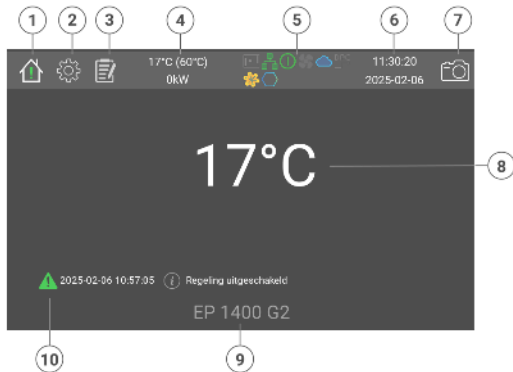 1 2 3 4 5 6 7
17°C (60°C) 11:30:20
0kW 2025-02-06
17°C 8
2025-02-06 10:57:05 i Regeling uitgeschakeld
EP 1400 G2
10 9